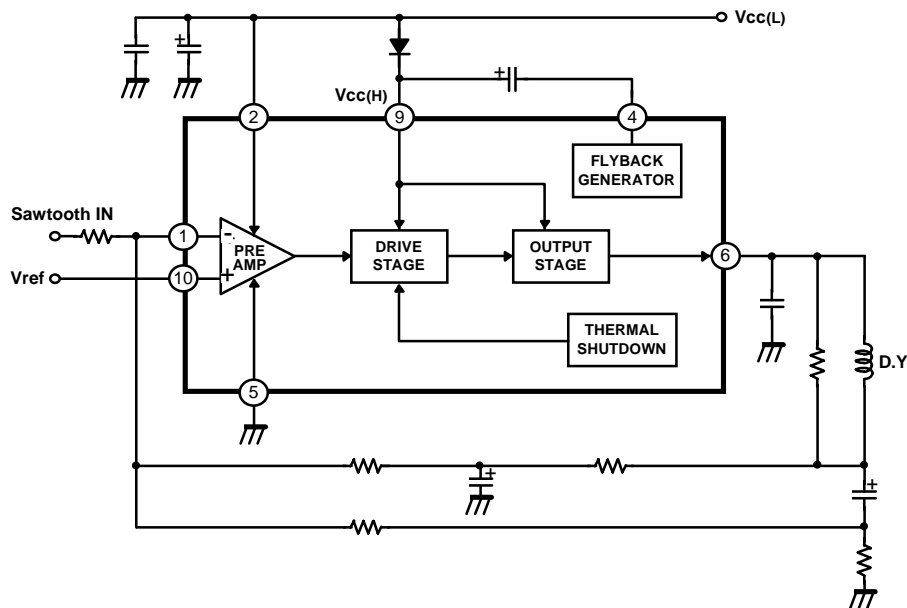 Vcc(L)
Vcc(H)
2
9
4
FLYBACK
GENERATOR
Sawtooth IN
1
-
PRE
AMP
+
DRIVE
STAGE
OUTPUT
STAGE
6
Vref
10
THERMAL
SHUTDOWN
D.Y
5
+
+
+
+